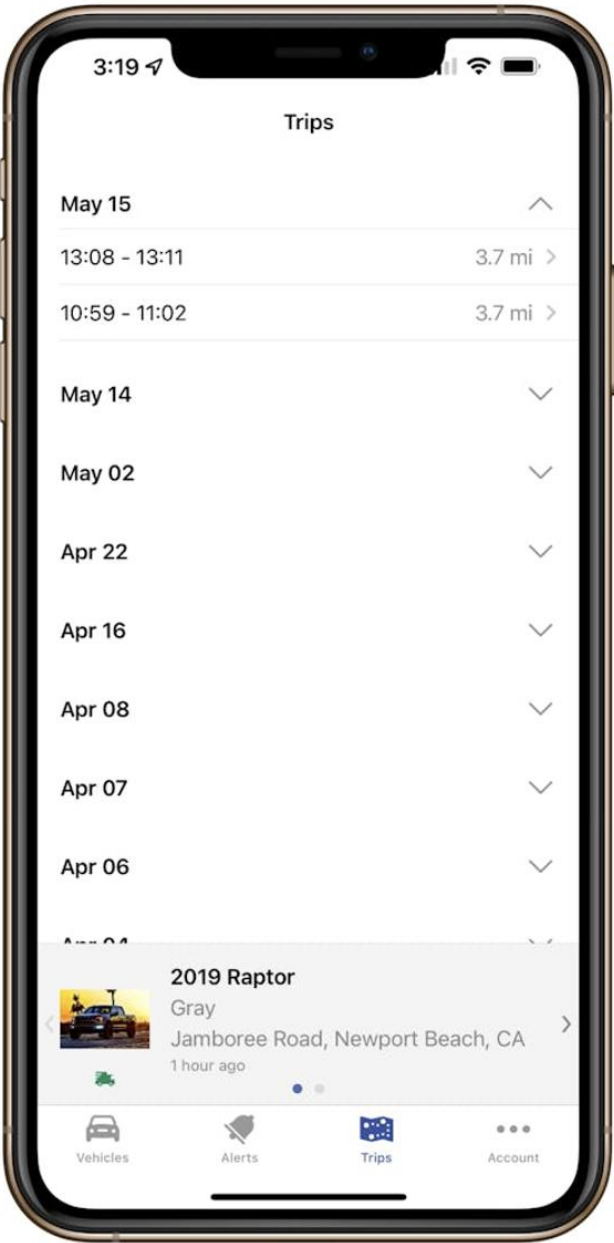 3:19
Trips
May 15
13:08 - 13:11 3.7 mi
10:59 - 11:02 3.7 mi
May 14
May 02
Apr 22
Apr 16
Apr 08
Apr 07
Apr 06
Apr 04
2019 Raptor
Gray
Jamboree Road, Newport Beach, CA
1 hour ago
Vehicles Alerts Trips Account